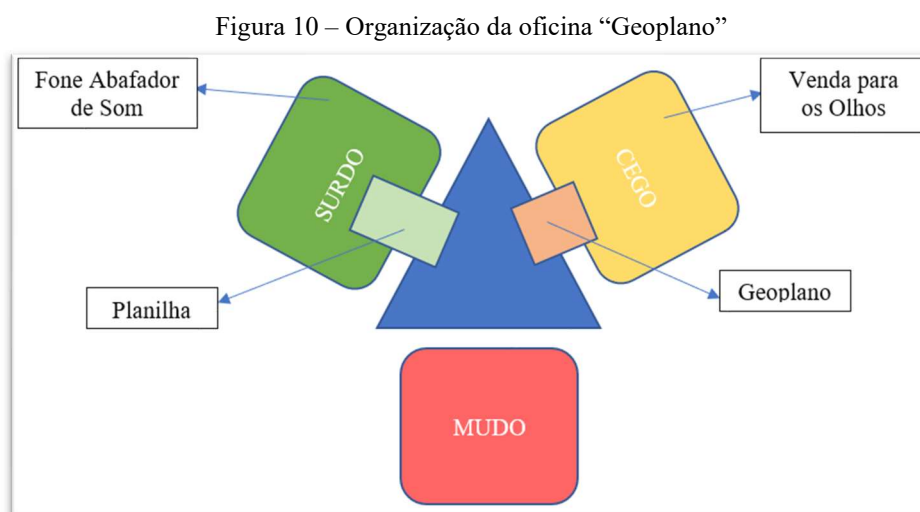 Figura 10 – Organização da oficina “Geoplano”
Fone Abafador
de Som
Venda para
os Olhos
SURDO
CEGO
Planilha
Geoplano
MUDO